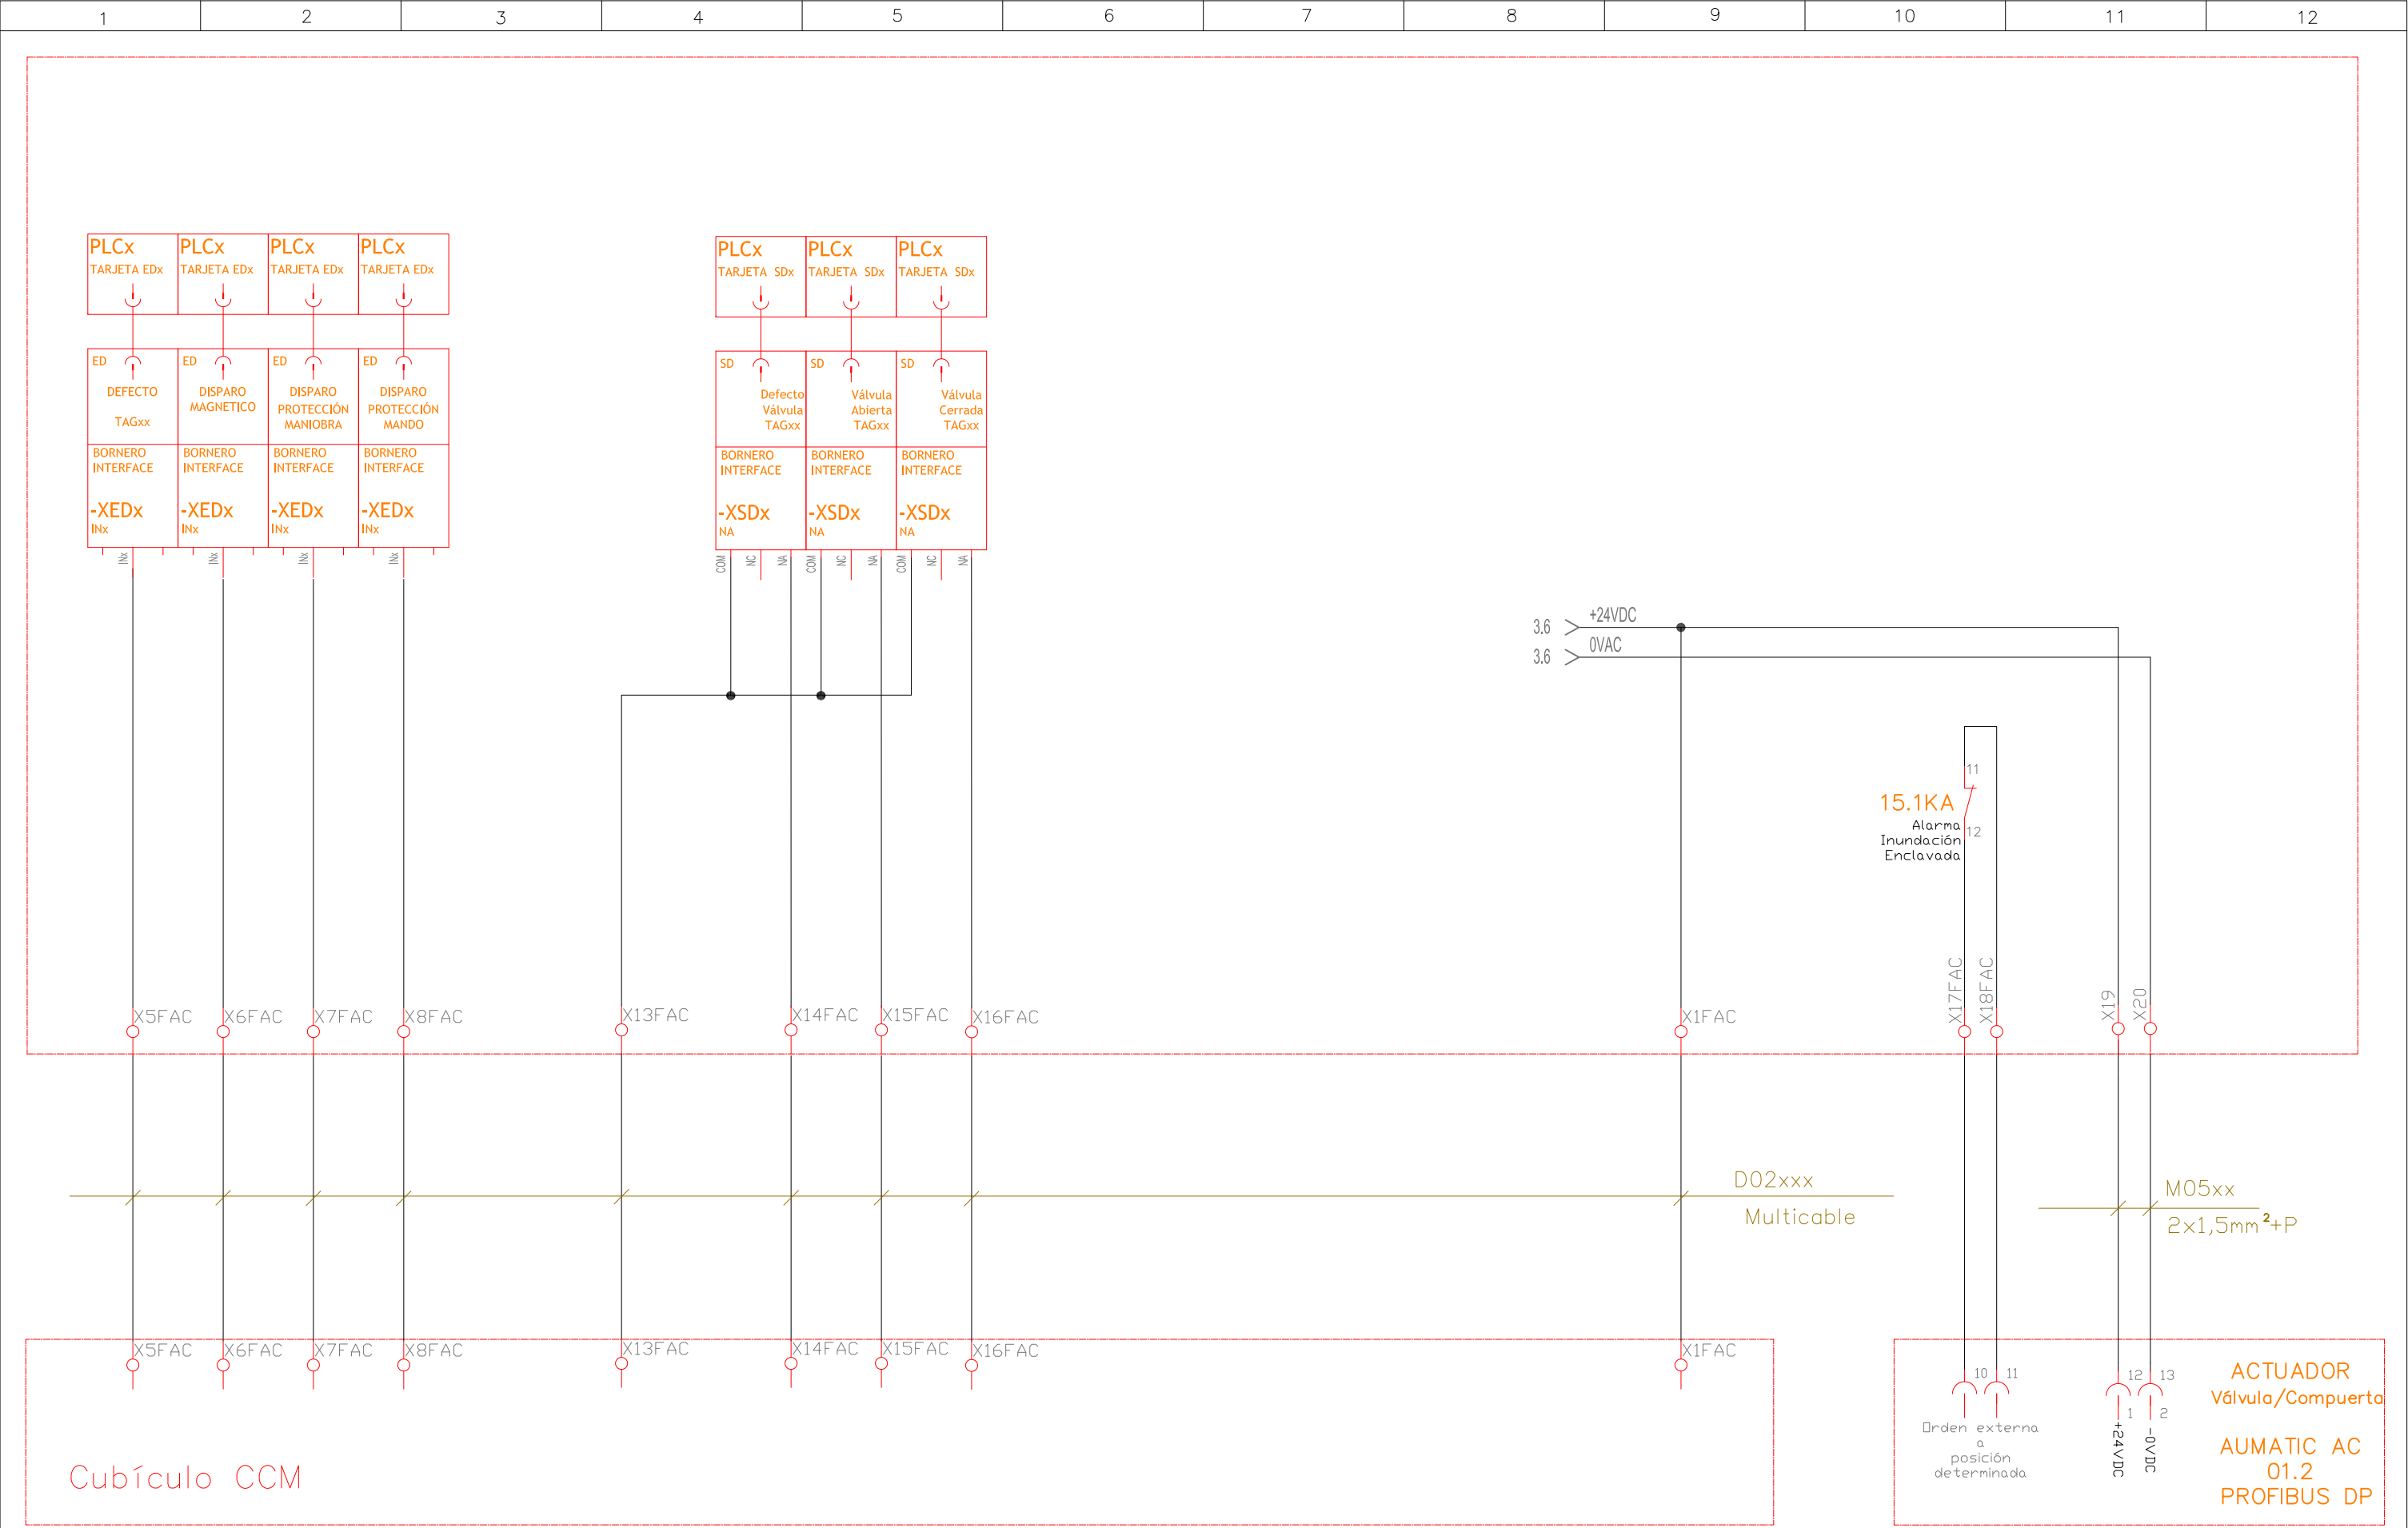 1 2 3 4 5 6 7 8 9 10 11 12
PLCx PLCx PLCx PLCx
TARJETA EDx TARJETA EDx TARJETA EDx TARJETA EDx
PLCx PLCx PLCx
TARJETA SDx TARJETA SDx TARJETA SDx
ED
DEFECTO
TAGxx
BORNERO
INTERFACE
-XEDx
INx
INx
ED
DISPARO
MAGNETICO
BORNERO
INTERFACE
-XEDx
INx
INx
ED
DISPARO
PROTECCIÓN
MANIOBRA
BORNERO
INTERFACE
-XEDx
INx
INx
ED
DISPARO
PROTECCIÓN
MANDO
BORNERO
INTERFACE
-XEDx
INx
INx
SD
Defecto
Válvula
TAGxx
BORNERO
INTERFACE
-XSDx
NA
COM NC NA
SD
Válvula
Abierta
TAGxx
BORNERO
INTERFACE
-XSDx
NA
COM NC NA
SD
Válvula
Cerrada
TAGxx
BORNERO
INTERFACE
-XSDx
NA
COM NC NA
3.6 +24VDC
3.6 0VAC
11
15.1KA
12
Alarma
Inundación
Enclavada
X5FAC X6FAC X7FAC X8FAC X13FAC X14FAC X15FAC X16FAC X1FAC X17FAC X18FAC X19 X20
D02xxx
Multicable
M05xx
2x1,5mm²+P
X5FAC X6FAC X7FAC X8FAC X13FAC X14FAC X15FAC X16FAC X1FAC
Cubículo CCM
10 11
Orden externa
a
posición
determinada
12 13
1 2
+24VDC -0VDC
ACTUADOR
Válvula/Compuerta
AUMATIC AC
01.2
PROFIBUS DP